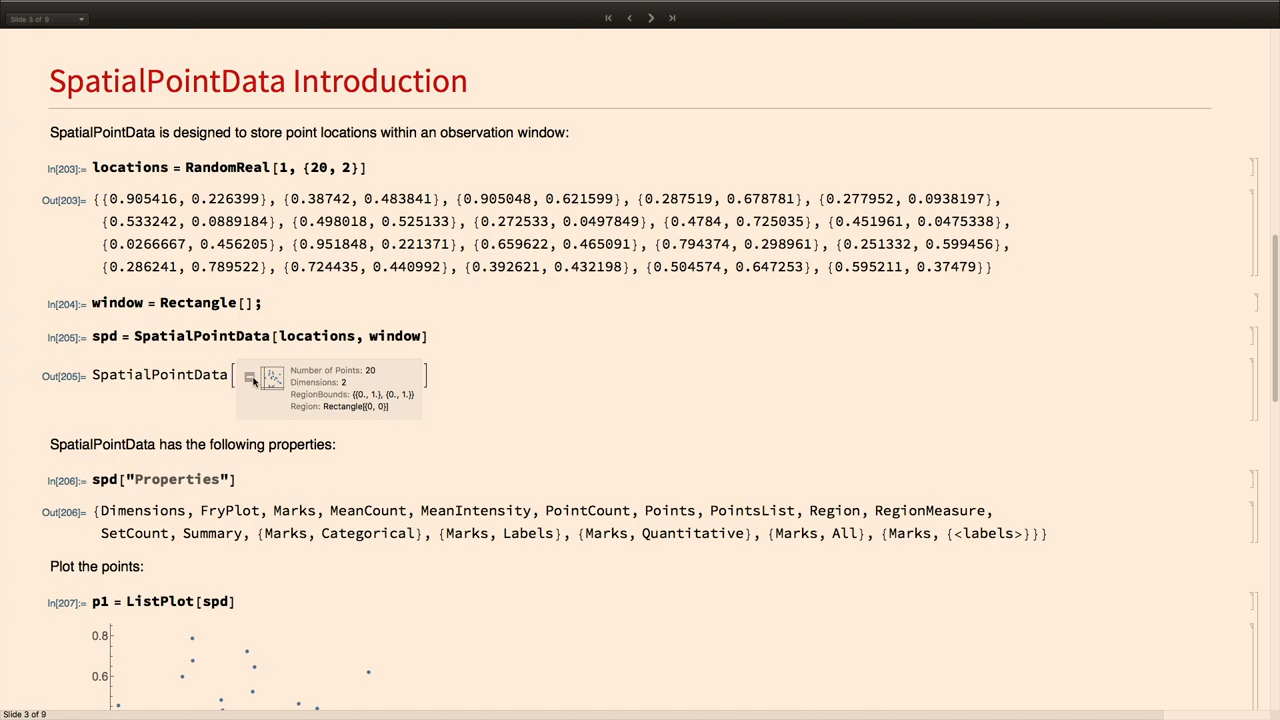 Slide 3 of 9
SpatialPointData Introduction
SpatialPointData is designed to store point locations within an observation window:
In[203]:= locations = RandomReal[1, {20, 2}]
Out[203]= {{0.905416, 0.226399}, {0.38742, 0.483841}, {0.905048, 0.621599}, {0.287519, 0.678781}, {0.277952, 0.0938197},
{0.533242, 0.0889184}, {0.498018, 0.525133}, {0.272533, 0.0497849}, {0.4784, 0.725035}, {0.451961, 0.0475338},
{0.0266667, 0.456205}, {0.951848, 0.221371}, {0.659622, 0.465091}, {0.794374, 0.298961}, {0.251332, 0.599456},
{0.286241, 0.789522}, {0.724435, 0.440992}, {0.392621, 0.432198}, {0.504574, 0.647253}, {0.595211, 0.37479}}
In[204]:= window = Rectangle[];
In[205]:= spd = SpatialPointData[locations, window]
Out[205]= SpatialPointData[
Number of Points: 20
Dimensions: 2
RegionBounds: {{0., 1.}, {0., 1.}}
Region: Rectangle[{0, 0}]
]
SpatialPointData has the following properties:
In[206]:= spd["Properties"]
Out[206]= {Dimensions, FryPlot, Marks, MeanCount, MeanIntensity, PointCount, Points, PointsList, Region, RegionMeasure,
SetCount, Summary, {Marks, Categorical}, {Marks, Labels}, {Marks, Quantitative}, {Marks, All}, {Marks, {<labels>}}}
Plot the points:
In[207]:= p1 = ListPlot[spd]
0.8
0.6
Slide 3 of 9